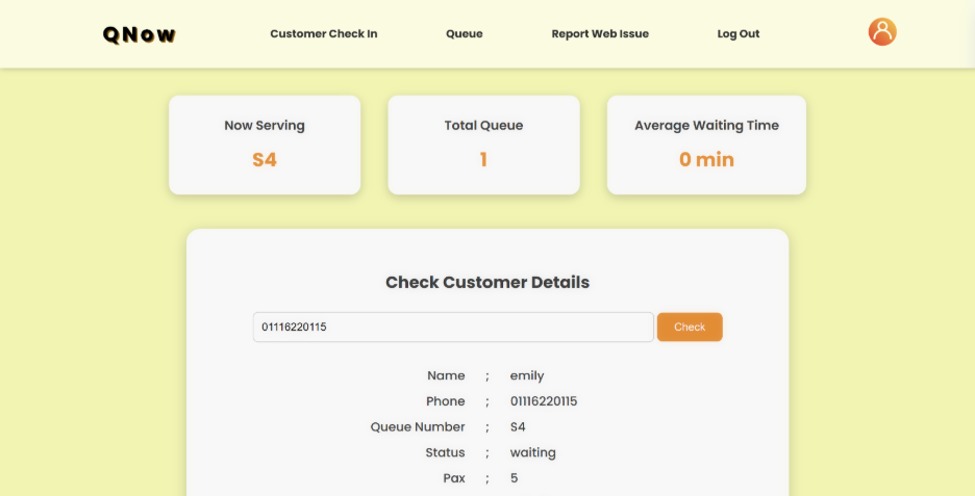 QNow Customer Check In Queue Report Web Issue Log Out
Now Serving Total Queue Average Waiting Time
S4 1 0 min
Check Customer Details
01116220115 Check
Name ; emily
Phone ; 01116220115
Queue Number ; S4
Status ; waiting
Pax ; 5